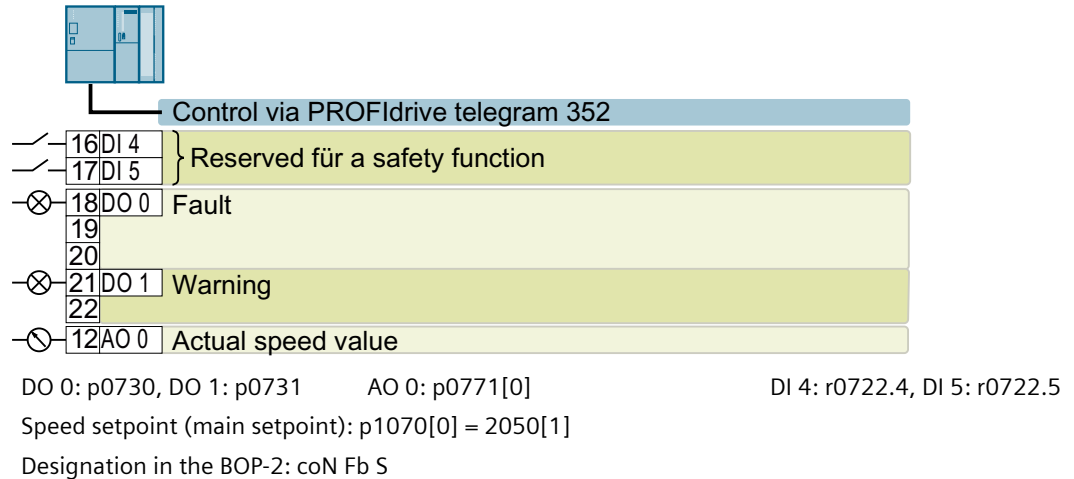 Control via PROFIdrive telegram 352
16 DI 4
17 DI 5
Reserved für a safety function
18 DO 0 Fault
19
20
21 DO 1 Warning
22
12 AO 0 Actual speed value
DO 0: p0730, DO 1: p0731 AO 0: p0771[0] DI 4: r0722.4, DI 5: r0722.5
Speed setpoint (main setpoint): p1070[0] = 2050[1]
Designation in the BOP-2: coN Fb S